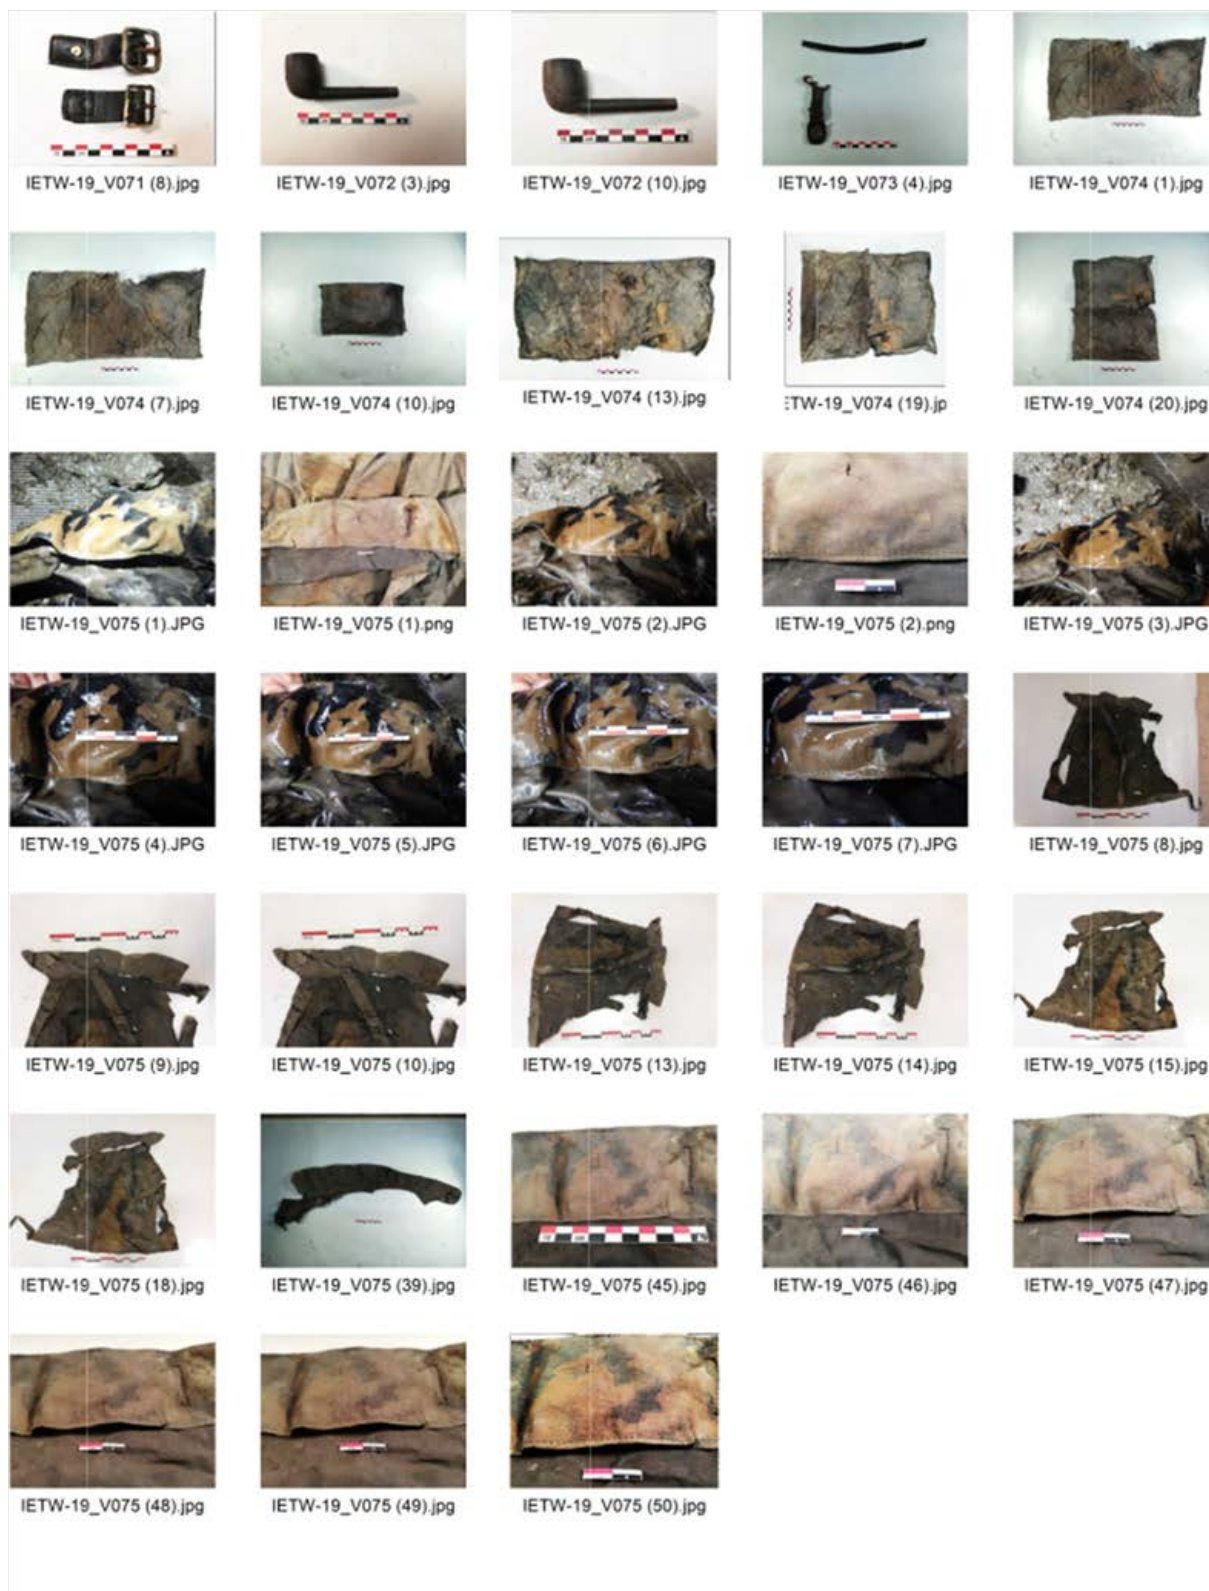 IETW-19_V071 (8).jpg
IETW-19_V072 (3).jpg
IETW-19_V072 (10).jpg
IETW-19_V073 (4).jpg
IETW-19_V074 (1).jpg
IETW-19_V074 (7).jpg
IETW-19_V074 (10).jpg
IETW-19_V074 (13).jpg
ETW-19_V074 (19).jp
IETW-19_V074 (20).jpg
IETW-19_V075 (1).JPG
IETW-19_V075 (1).png
IETW-19_V075 (2).JPG
IETW-19_V075 (2).png
IETW-19_V075 (3).JPG
IETW-19_V075 (4).JPG
IETW-19_V075 (5).JPG
IETW-19_V075 (6).JPG
IETW-19_V075 (7).JPG
IETW-19_V075 (8).jpg
IETW-19_V075 (9).jpg
IETW-19_V075 (10).jpg
IETW-19_V075 (13).jpg
IETW-19_V075 (14).jpg
IETW-19_V075 (15).jpg
IETW-19_V075 (18).jpg
IETW-19_V075 (39).jpg
IETW-19_V075 (45).jpg
IETW-19_V075 (46).jpg
IETW-19_V075 (47).jpg
IETW-19_V075 (48).jpg
IETW-19_V075 (49).jpg
IETW-19_V075 (50).jpg